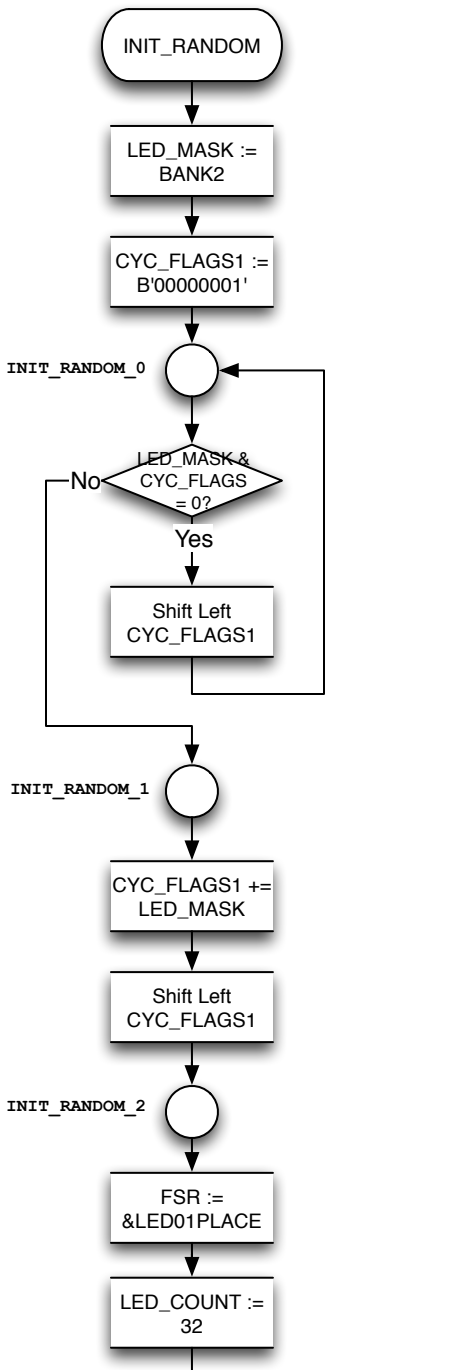 INIT_RANDOM
LED_MASK :=
BANK2
CYC_FLAGS1 :=
B'00000001'
INIT_RANDOM_0
LED_MASK &
CYC_FLAGS
= 0?
No
Yes
Shift Left
CYC_FLAGS1
INIT_RANDOM_1
CYC_FLAGS1 +=
LED_MASK
Shift Left
CYC_FLAGS1
INIT_RANDOM_2
FSR :=
&LED01PLACE
LED_COUNT :=
32